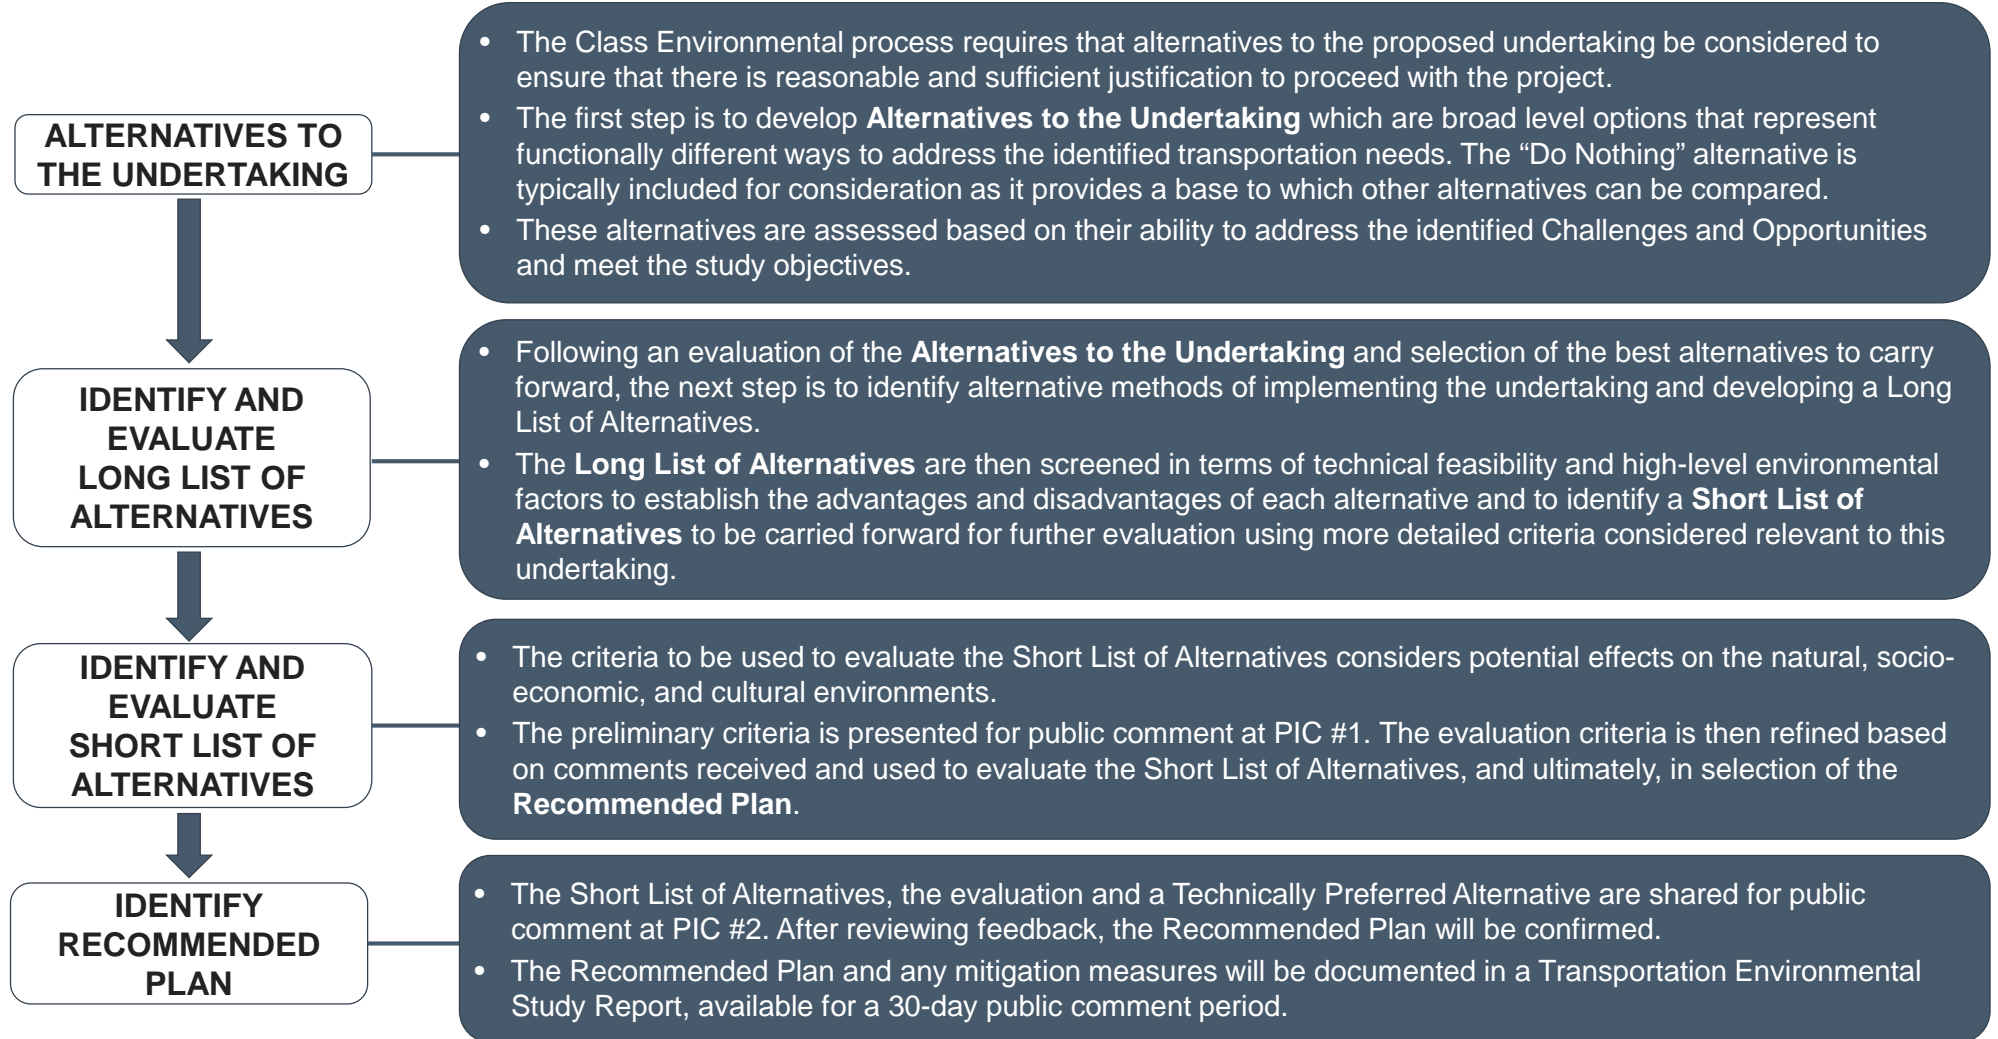 ALTERNATIVES TO
THE UNDERTAKING
• The Class Environmental process requires that alternatives to the proposed undertaking be considered to
ensure that there is reasonable and sufficient justification to proceed with the project.
• The first step is to develop Alternatives to the Undertaking which are broad level options that represent
functionally different ways to address the identified transportation needs. The “Do Nothing” alternative is
typically included for consideration as it provides a base to which other alternatives can be compared.
• These alternatives are assessed based on their ability to address the identified Challenges and Opportunities
and meet the study objectives.
IDENTIFY AND
EVALUATE
LONG LIST OF
ALTERNATIVES
• Following an evaluation of the Alternatives to the Undertaking and selection of the best alternatives to carry
forward, the next step is to identify alternative methods of implementing the undertaking and developing a Long
List of Alternatives.
• The Long List of Alternatives are then screened in terms of technical feasibility and high-level environmental
factors to establish the advantages and disadvantages of each alternative and to identify a Short List of
Alternatives to be carried forward for further evaluation using more detailed criteria considered relevant to this
undertaking.
IDENTIFY AND
EVALUATE
SHORT LIST OF
ALTERNATIVES
• The criteria to be used to evaluate the Short List of Alternatives considers potential effects on the natural, socio-
economic, and cultural environments.
• The preliminary criteria is presented for public comment at PIC #1. The evaluation criteria is then refined based
on comments received and used to evaluate the Short List of Alternatives, and ultimately, in selection of the
Recommended Plan.
IDENTIFY
RECOMMENDED
PLAN
• The Short List of Alternatives, the evaluation and a Technically Preferred Alternative are shared for public
comment at PIC #2. After reviewing feedback, the Recommended Plan will be confirmed.
• The Recommended Plan and any mitigation measures will be documented in a Transportation Environmental
Study Report, available for a 30-day public comment period.